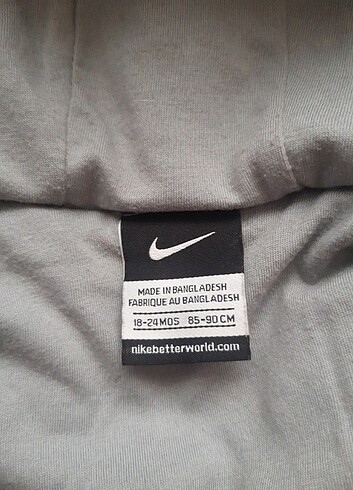 MADE IN BANGLADESH
FABRIQUE AU BANGLADESH
18-24MOS 85-90CM
nikebetterworld.com